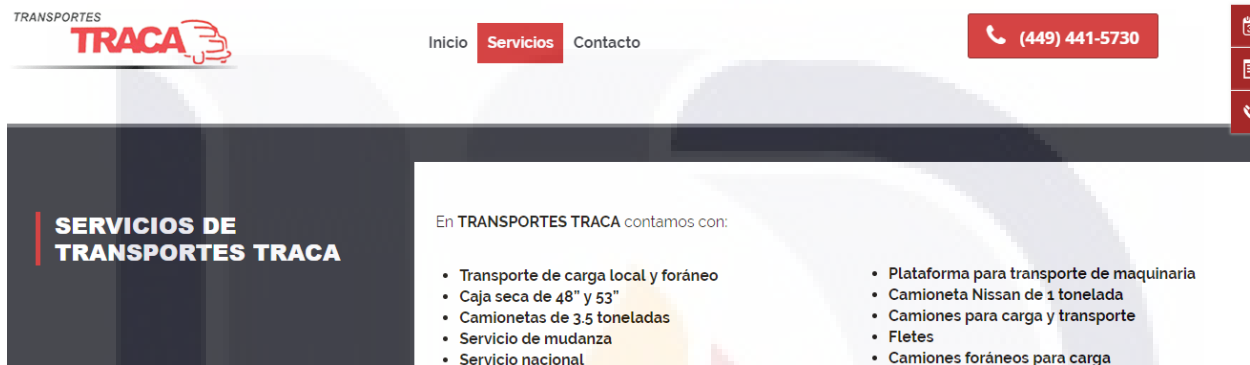 TRANSPORTES
TRACA
Inicio Servicios Contacto
(449) 441-5730
SERVICIOS DE
TRANSPORTES TRACA
En TRANSPORTES TRACA contamos con:
• Transporte de carga local y foráneo
• Caja seca de 48” y 53”
• Camionetas de 3.5 toneladas
• Servicio de mudanza
• Servicio nacional
• Plataforma para transporte de maquinaria
• Camioneta Nissan de 1 tonelada
• Camiones para carga y transporte
• Fletes
• Camiones foráneos para carga